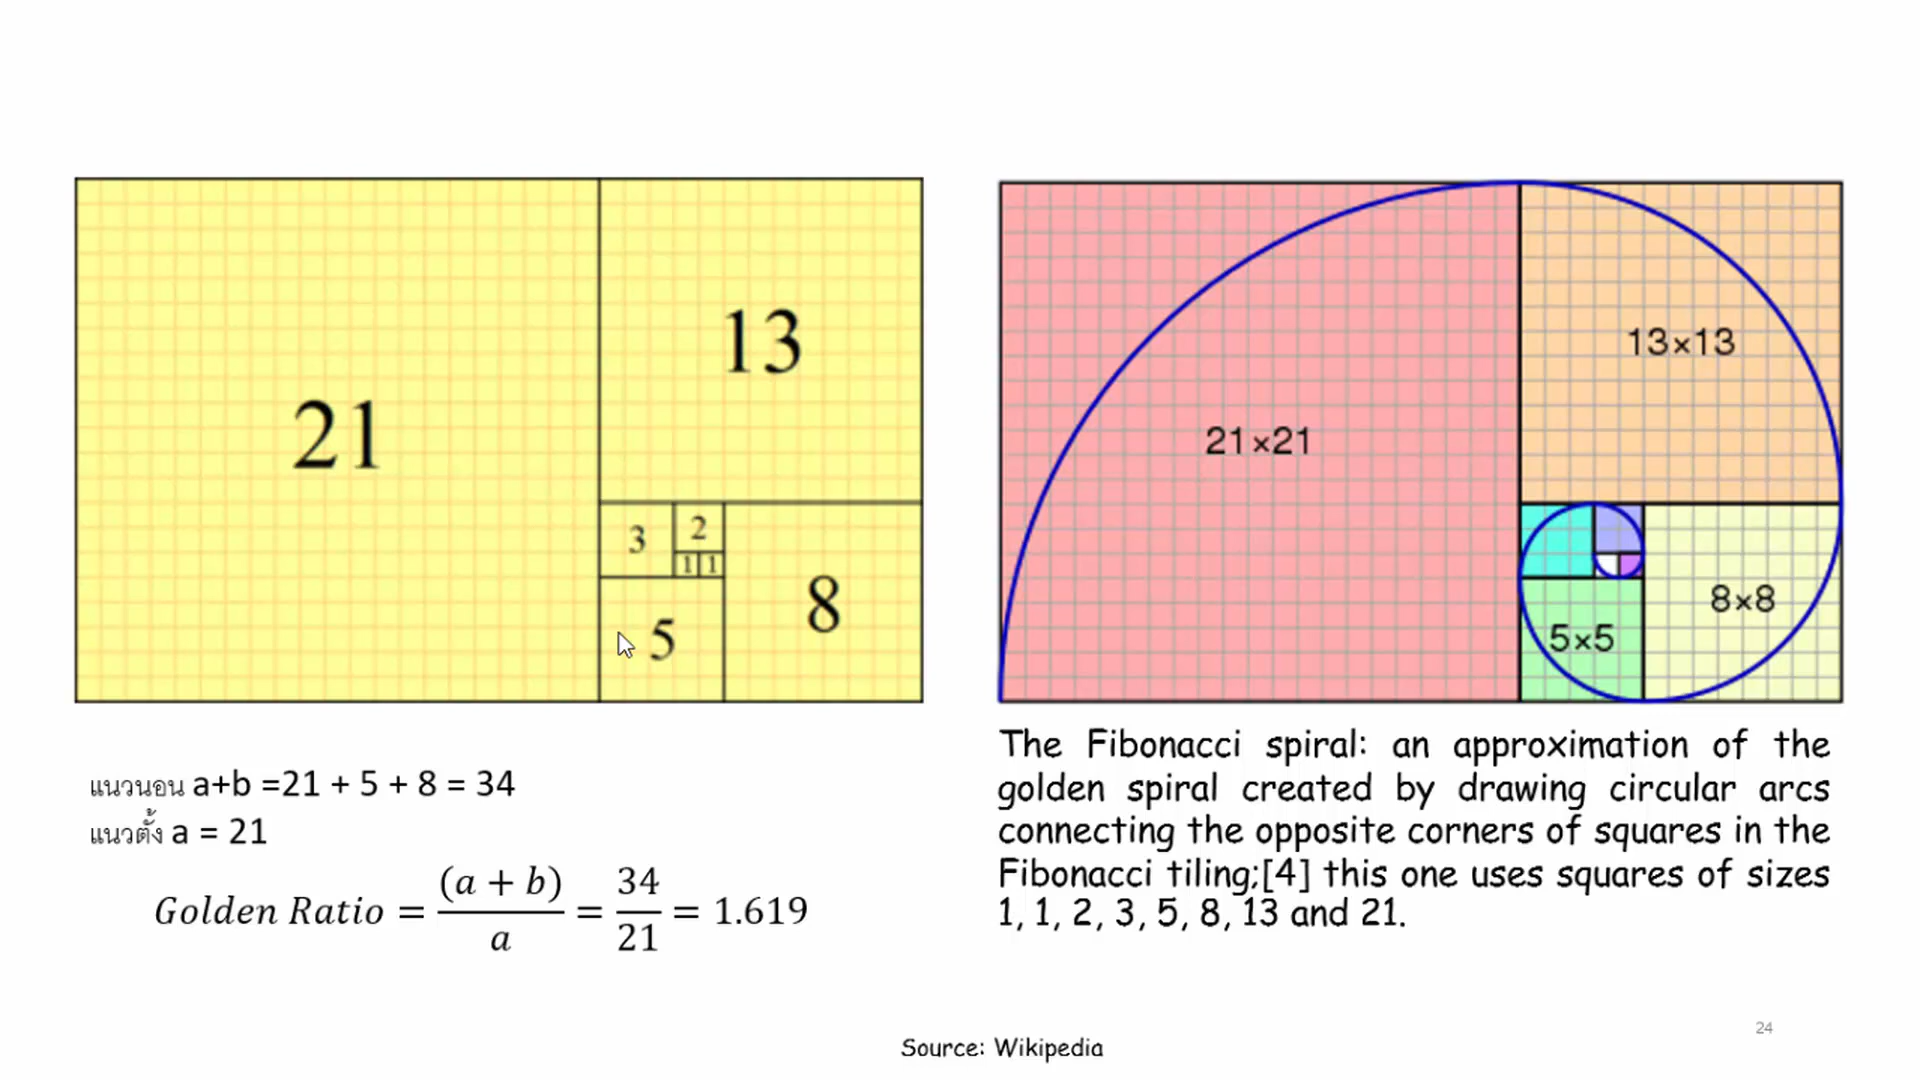 21
13
3
2
1 1
5
8
21×21
13×13
8×8
5×5
แนวนอน a+b =21 + 5 + 8 = 34
แนวตั้ง a = 21
Golden Ratio = (a + b)/a = 34/21 = 1.619
The Fibonacci spiral: an approximation of the
golden spiral created by drawing circular arcs
connecting the opposite corners of squares in the
Fibonacci tiling;[4] this one uses squares of sizes
1, 1, 2, 3, 5, 8, 13 and 21.
24
Source: Wikipedia